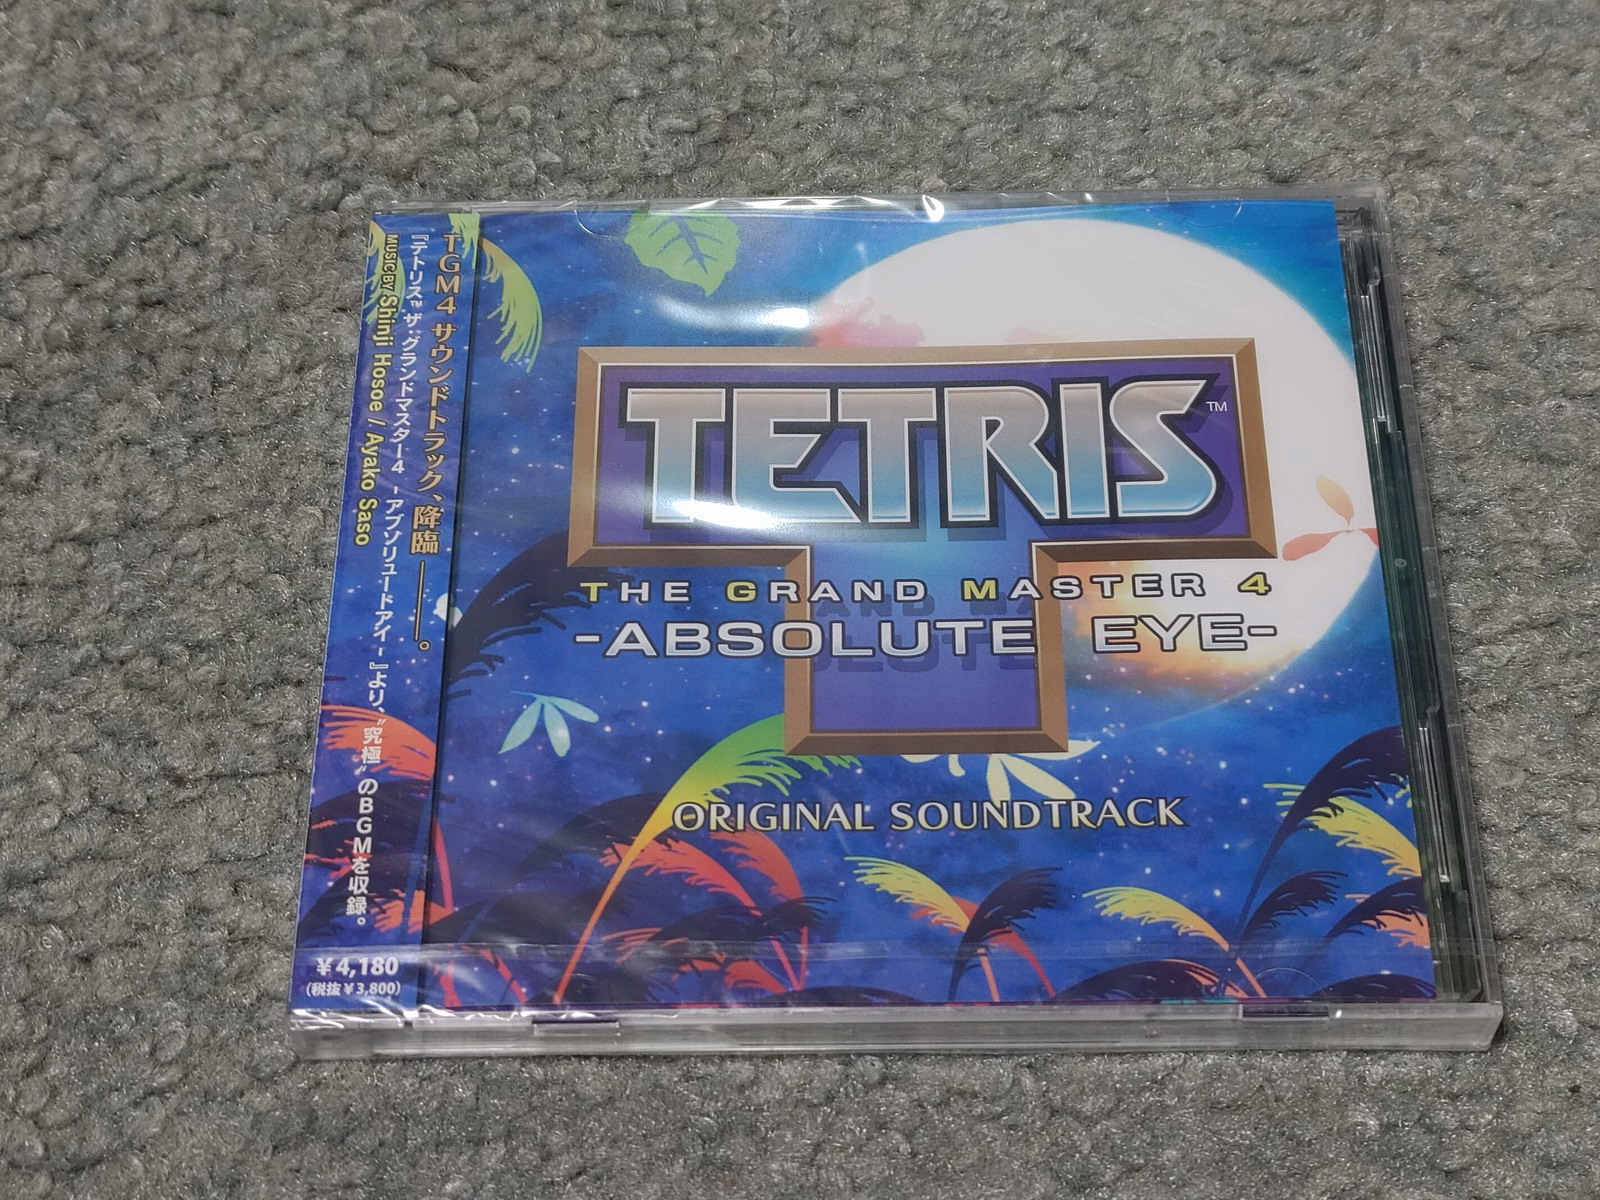 TGM4 サウンドトラック、降臨――。
『テトリス™ ザ・グランドマスター4 -アブソリュートアイ-』より、"究極"のBGMを収録。
MUSIC BY Shinji Hosoe / Ayako Saso
¥4,180
(税抜¥3,800)
TETRIS™
THE GRAND MASTER 4
-ABSOLUTE EYE-
ORIGINAL SOUNDTRACK